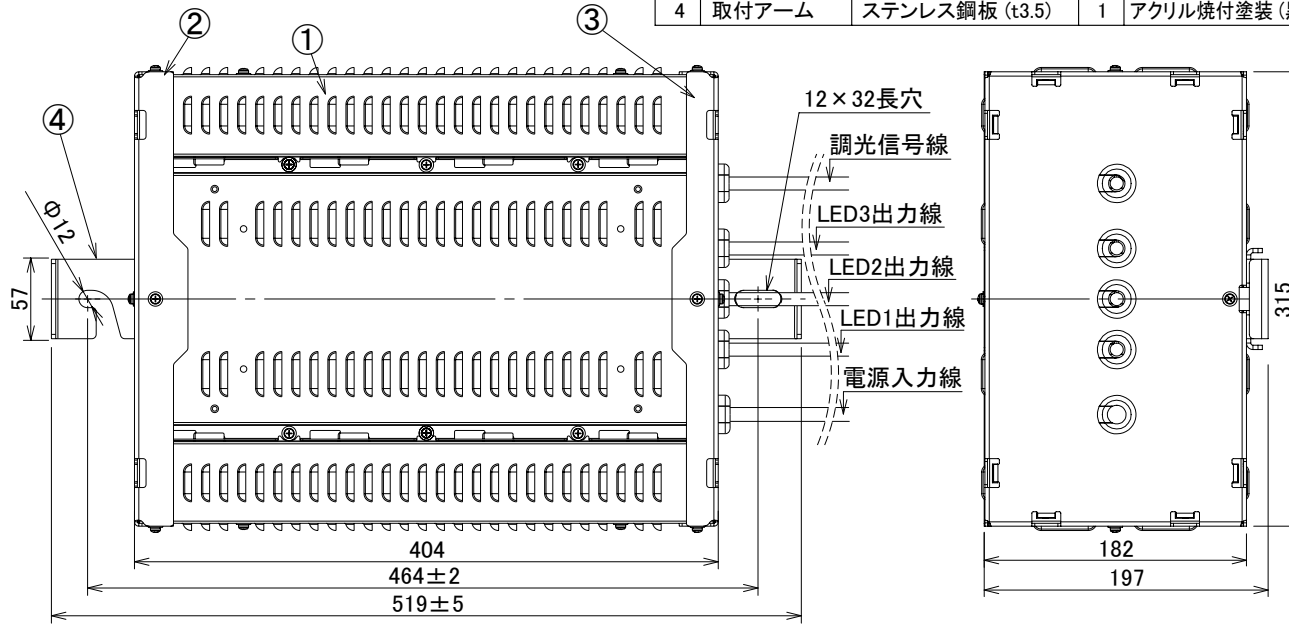 4 取付アーム ステンレス鋼板 (t3.5) 1 アクリル焼付塗装
②
①
③
④
12×32長穴
調光信号線
LED3出力線
LED2出力線
LED1出力線
電源入力線
Φ12
57
315
404
464±2
519±5
182
197